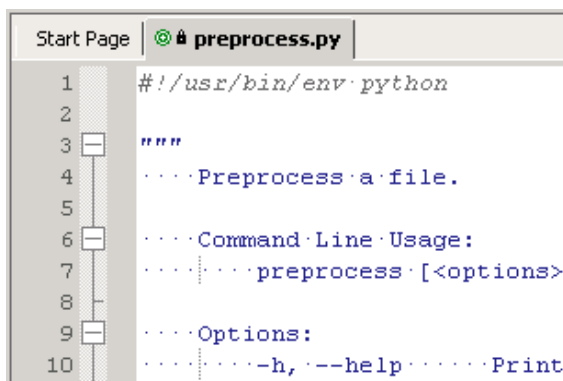 Start Page preprocess.py
1 #!/usr/bin/env python
2
3 """
4 Preprocess a file.
5
6 Command Line Usage:
7 preprocess [<options>
8
9 Options:
10 -h, --help Print